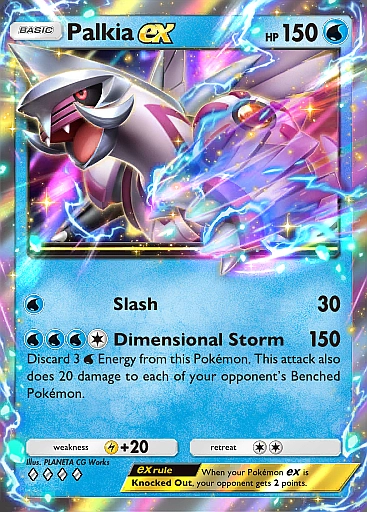 BASIC Palkia ex HP 150
Slash 30
Dimensional Storm 150
Discard 3 Energy from this Pokémon. This attack also
does 20 damage to each of your opponent's Benched
Pokémon.
weakness +20 retreat
Illus. PLANETA CG Works
ex rule When your Pokémon ex is
Knocked Out, your opponent gets 2 points.